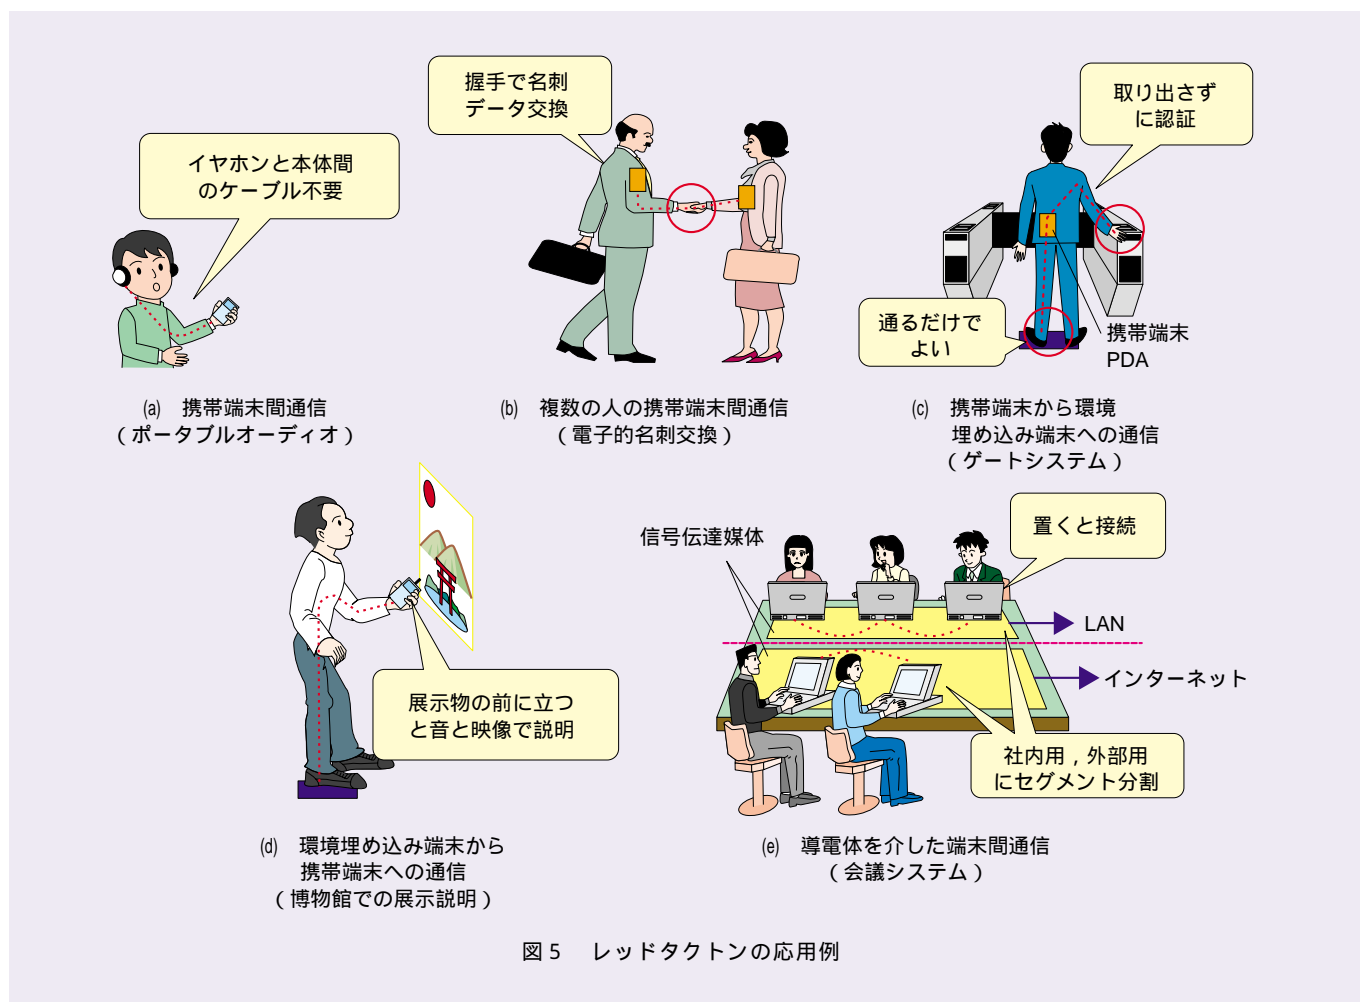 イヤホンと本体間
のケーブル不要
(a) 携帯端末間通信
(ポータブルオーディオ)
握手で名刺
データ交換
(b) 複数の人の携帯端末間通信
(電子的名刺交換)
取り出さず
に認証
通るだけで
よい
携帯端末
PDA
(c) 携帯端末から環境
埋め込み端末への通信
(ゲートシステム)
展示物の前に立つ
と音と映像で説明
(d) 環境埋め込み端末から
携帯端末への通信
(博物館での展示説明)
信号伝達媒体
置くと接続
LAN
インターネット
社内用,外部用
にセグメント分割
(e) 導電体を介した端末間通信
(会議システム)
図5 レッドタクトンの応用例